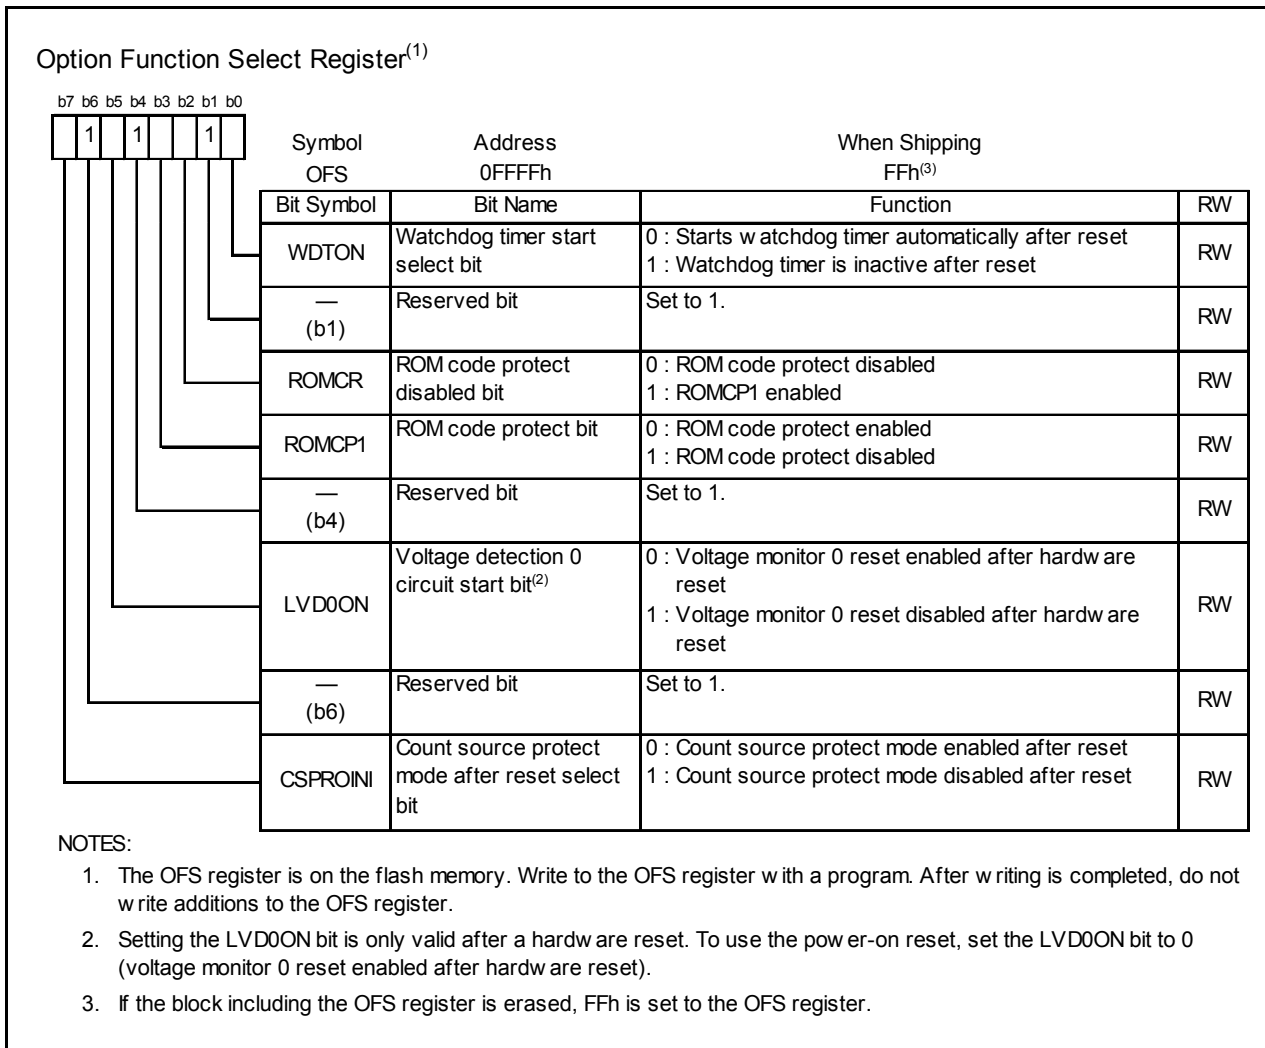 Option Function Select Register(1)
b7 b6 b5 b4 b3 b2 b1 b0
1 1 1
Symbol Address When Shipping
OFS 0FFFFh FFh(3)
Bit Symbol Bit Name Function RW
WDTON Watchdog timer start select bit 0 : Starts watchdog timer automatically after reset RW
1 : Watchdog timer is inactive after reset
— (b1) Reserved bit Set to 1. RW
ROMCR ROM code protect disabled bit 0 : ROM code protect disabled RW
1 : ROMCP1 enabled
ROMCP1 ROM code protect bit 0 : ROM code protect enabled RW
1 : ROM code protect disabled
— (b4) Reserved bit Set to 1. RW
LVD0ON Voltage detection 0 circuit start bit(2) 0 : Voltage monitor 0 reset enabled after hardware reset RW
1 : Voltage monitor 0 reset disabled after hardware reset
— (b6) Reserved bit Set to 1. RW
CSPROINI Count source protect mode after reset select bit 0 : Count source protect mode enabled after reset RW
1 : Count source protect mode disabled after reset
NOTES:
1. The OFS register is on the flash memory. Write to the OFS register with a program. After writing is completed, do not
write additions to the OFS register.
2. Setting the LVD0ON bit is only valid after a hardware reset. To use the power-on reset, set the LVD0ON bit to 0
(voltage monitor 0 reset enabled after hardware reset).
3. If the block including the OFS register is erased, FFh is set to the OFS register.